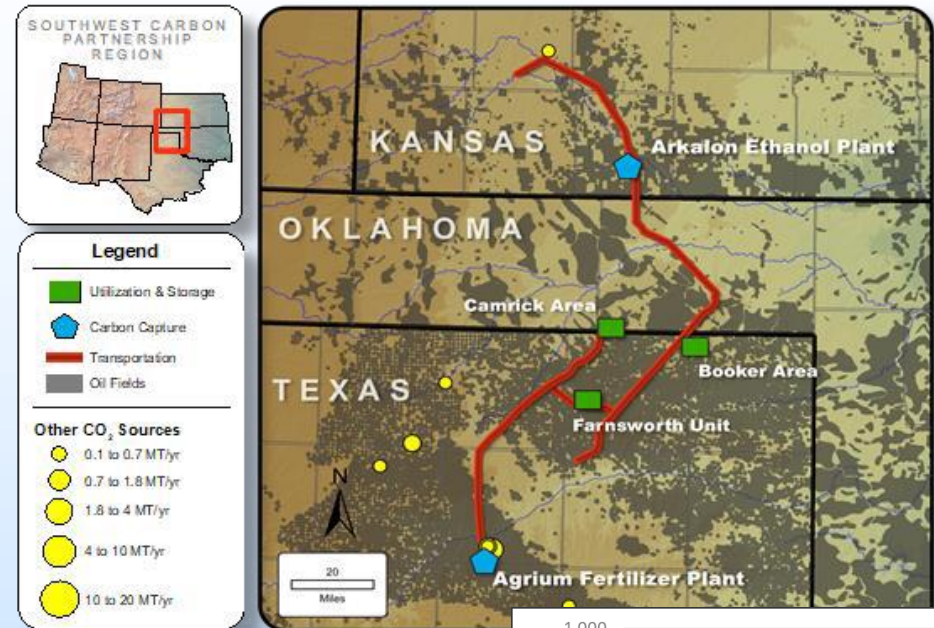 SOUTHWEST CARBON
PARTNERSHIP
REGION
Legend
Utilization & Storage
Carbon Capture
Transportation
Oil Fields
Other CO₂ Sources
0.1 to 0.7 MT/yr
0.7 to 1.8 MT/yr
1.8 to 4 MT/yr
4 to 10 MT/yr
10 to 20 MT/yr
KANSAS
Arkalon Ethanol Plant
OKLAHOMA
Camrick Area
TEXAS
Booker Area
Farnsworth Unit
N
20
Miles
Agrium Fertilizer Plant
1,000